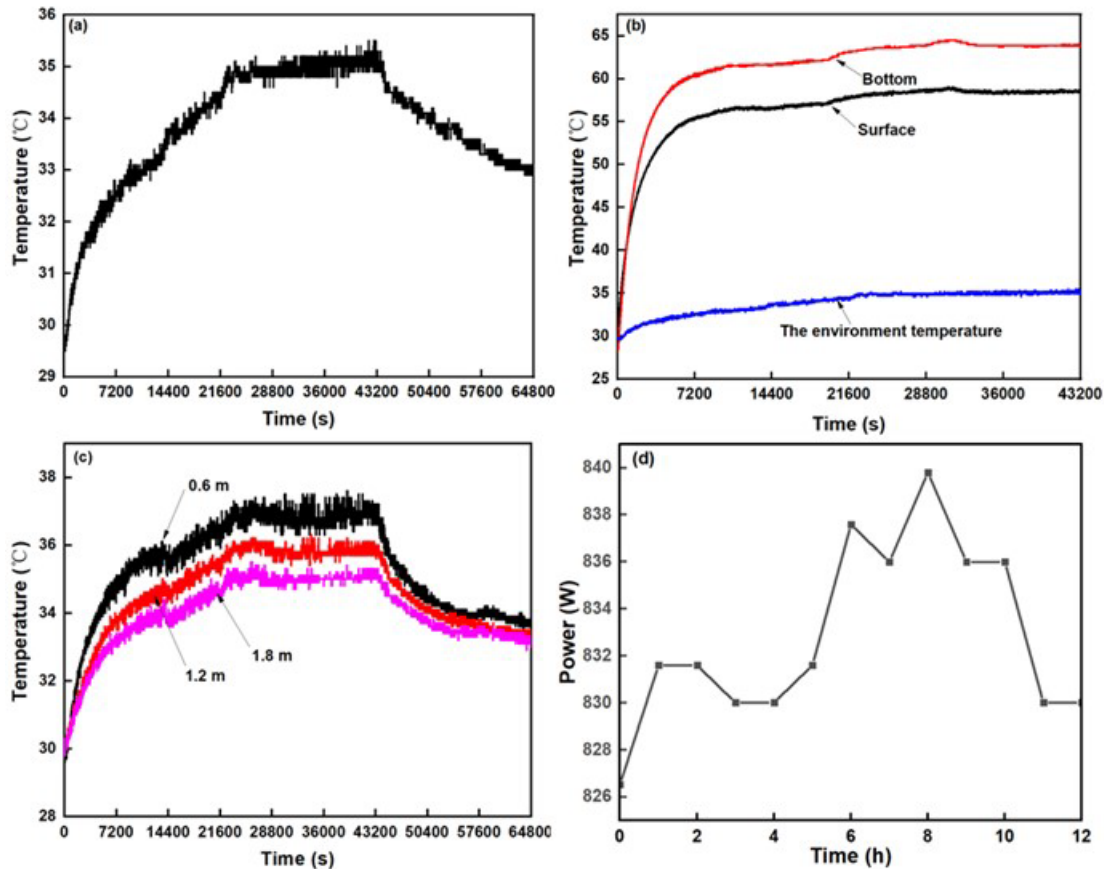 (a)
36
35
34
33
32
31
30
29
0 7200 14400 21600 28800 36000 43200 50400 57600 64800
Temperature (℃)
Time (s)
(b)
65
60
55
50
45
40
35
30
25
0 7200 14400 21600 28800 36000 43200
Temperature (℃)
Time (s)
Bottom
Surface
The environment temperature
(c)
38
36
34
32
30
28
0 7200 14400 21600 28800 36000 43200 50400 57600 64800
Temperature (℃)
Time (s)
0.6 m
1.2 m
1.8 m
(d)
840
838
836
834
832
830
828
826
0 2 4 6 8 10 12
Power (W)
Time (h)